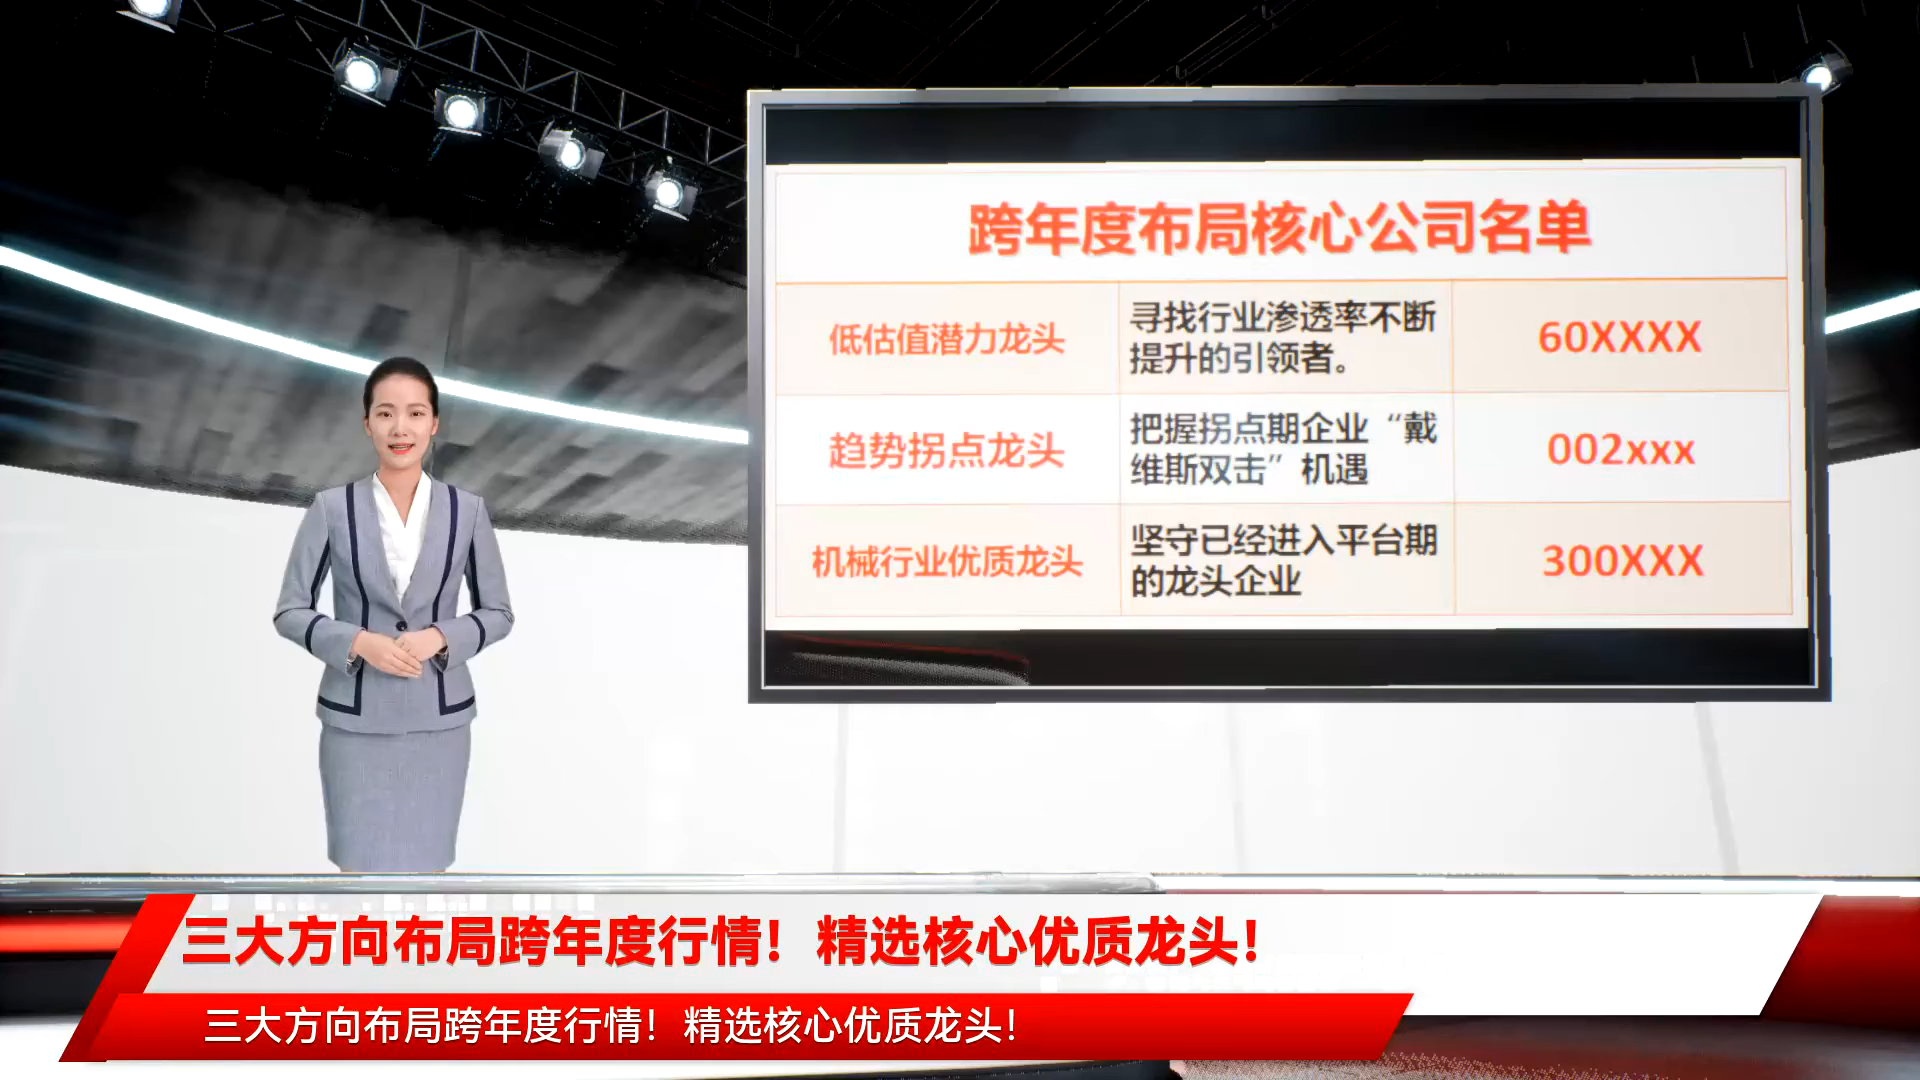 跨年度布局核心公司名单
低估值潜力龙头
寻找行业渗透率不断
提升的引领者。
60XXXX
趋势拐点龙头
把握拐点期企业“戴
维斯双击”机遇
002xxx
机械行业优质龙头
坚守已经进入平台期
的龙头企业
300XXX
三大方向布局跨年度行情！精选核心优质龙头！
三大方向布局跨年度行情！精选核心优质龙头！